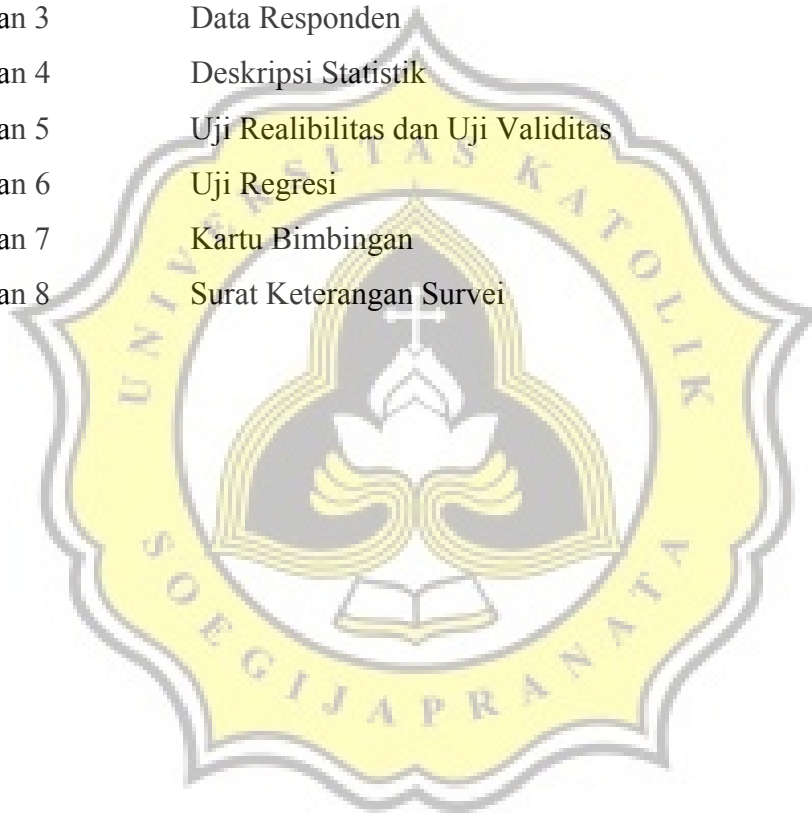 an 3 Data Responden
an 4 Deskripsi Statistik
an 5 Uji Realibilitas dan Uji Validitas
an 6 Uji Regresi
an 7 Kartu Bimbingan
an 8 Surat Keterangan Survei
UNIVERSITAS KATOLIK
SOEGIJAPRANATA